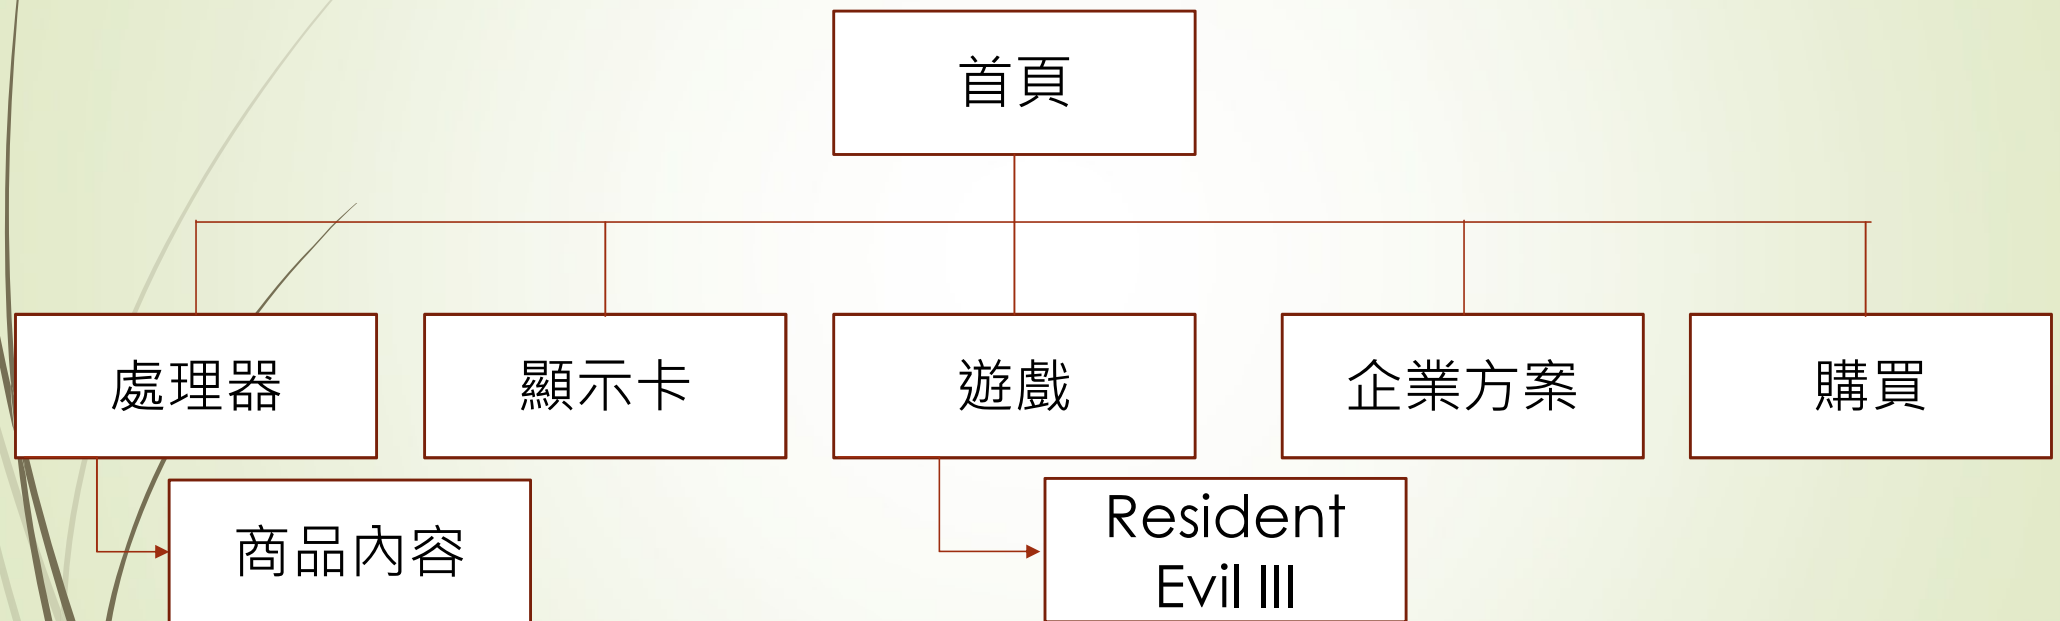 首頁
處理器
顯示卡
遊戲
企業方案
購買
商品內容
Resident
Evil III